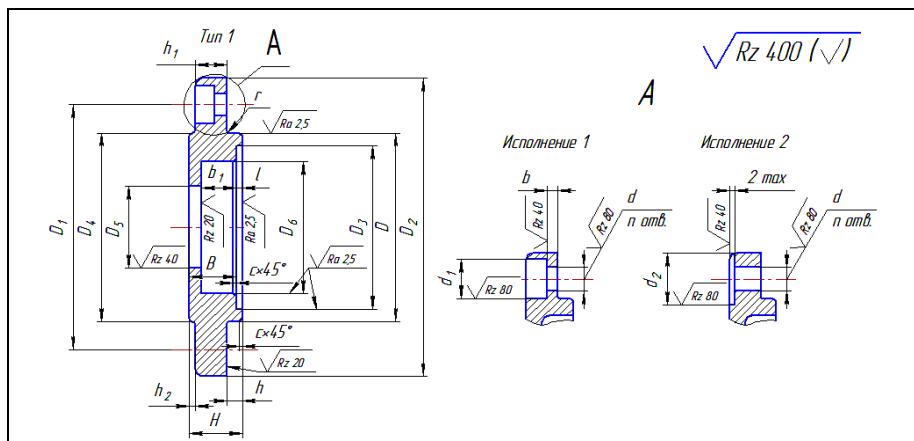 Тип 1
А
Rz 400 (√)
h₁
r
Ra 2,5
А
Исполнение 1
Исполнение 2
b
2 max
d
n отв.
d
n отв.
Rz 40
Rz 80
Rz 40
Rz 80
d₁
Rz 80
d₂
Rz 80
b₁
l
D₁
D₄
D₅
Rz 20
Ra 2,5
D₆
D₃
D
D₂
Rz 40
B
c×45°
Ra 2,5
c×45°
Rz 20
h₂
h
H